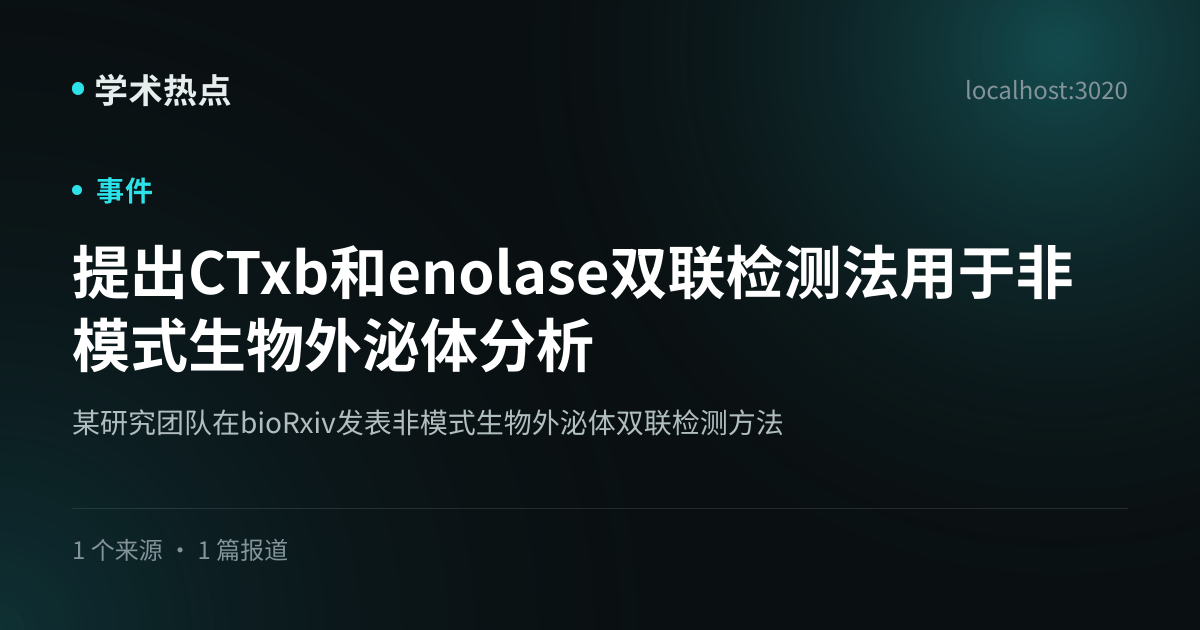 学术热点
localhost:3020
事件
提出CTxb和enolase双联检测法用于非
模式生物外泌体分析
某研究团队在bioRxiv发表非模式生物外泌体双联检测方法
1 个来源 · 1 篇报道